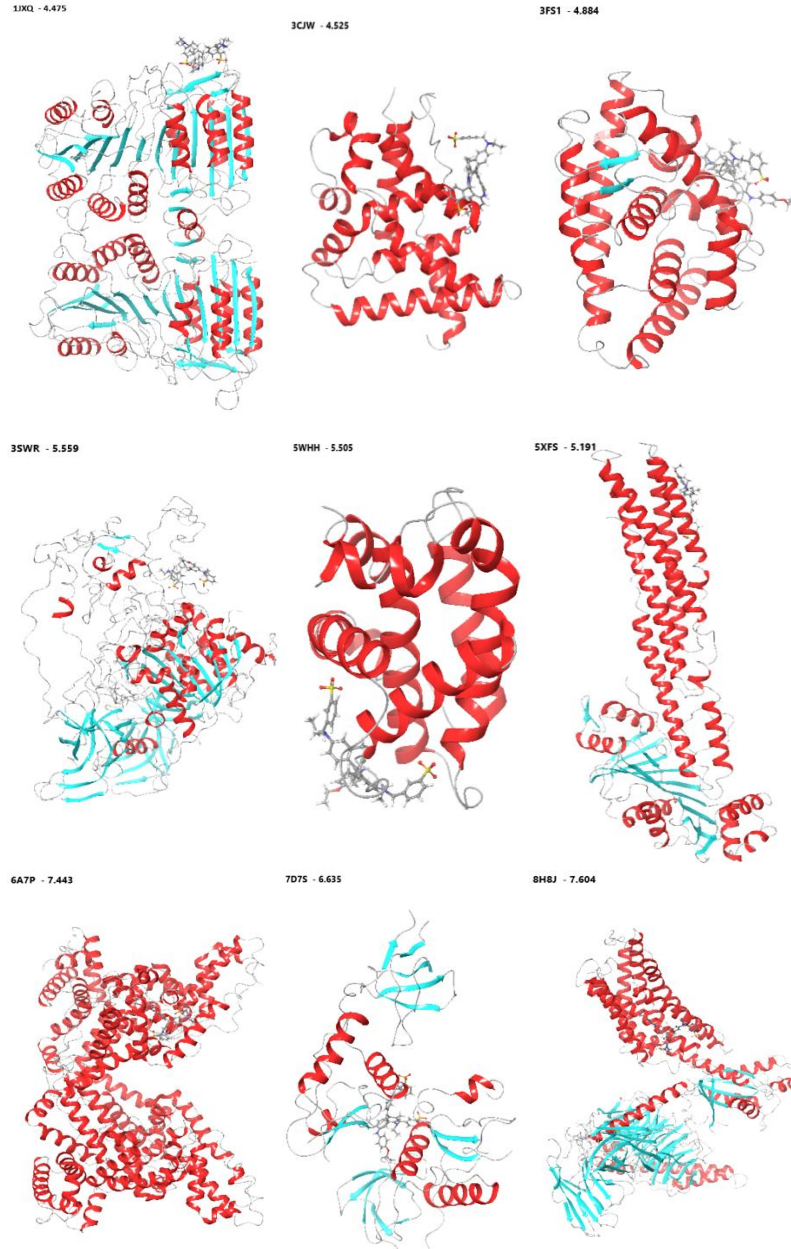 1JXQ - 4.475
3CJW - 4.525
3FS1 - 4.884
3SWR - 5.559
5WHH - 5.505
5XFS - 5.191
6A7P - 7.443
7D7S - 6.635
8H8J - 7.604